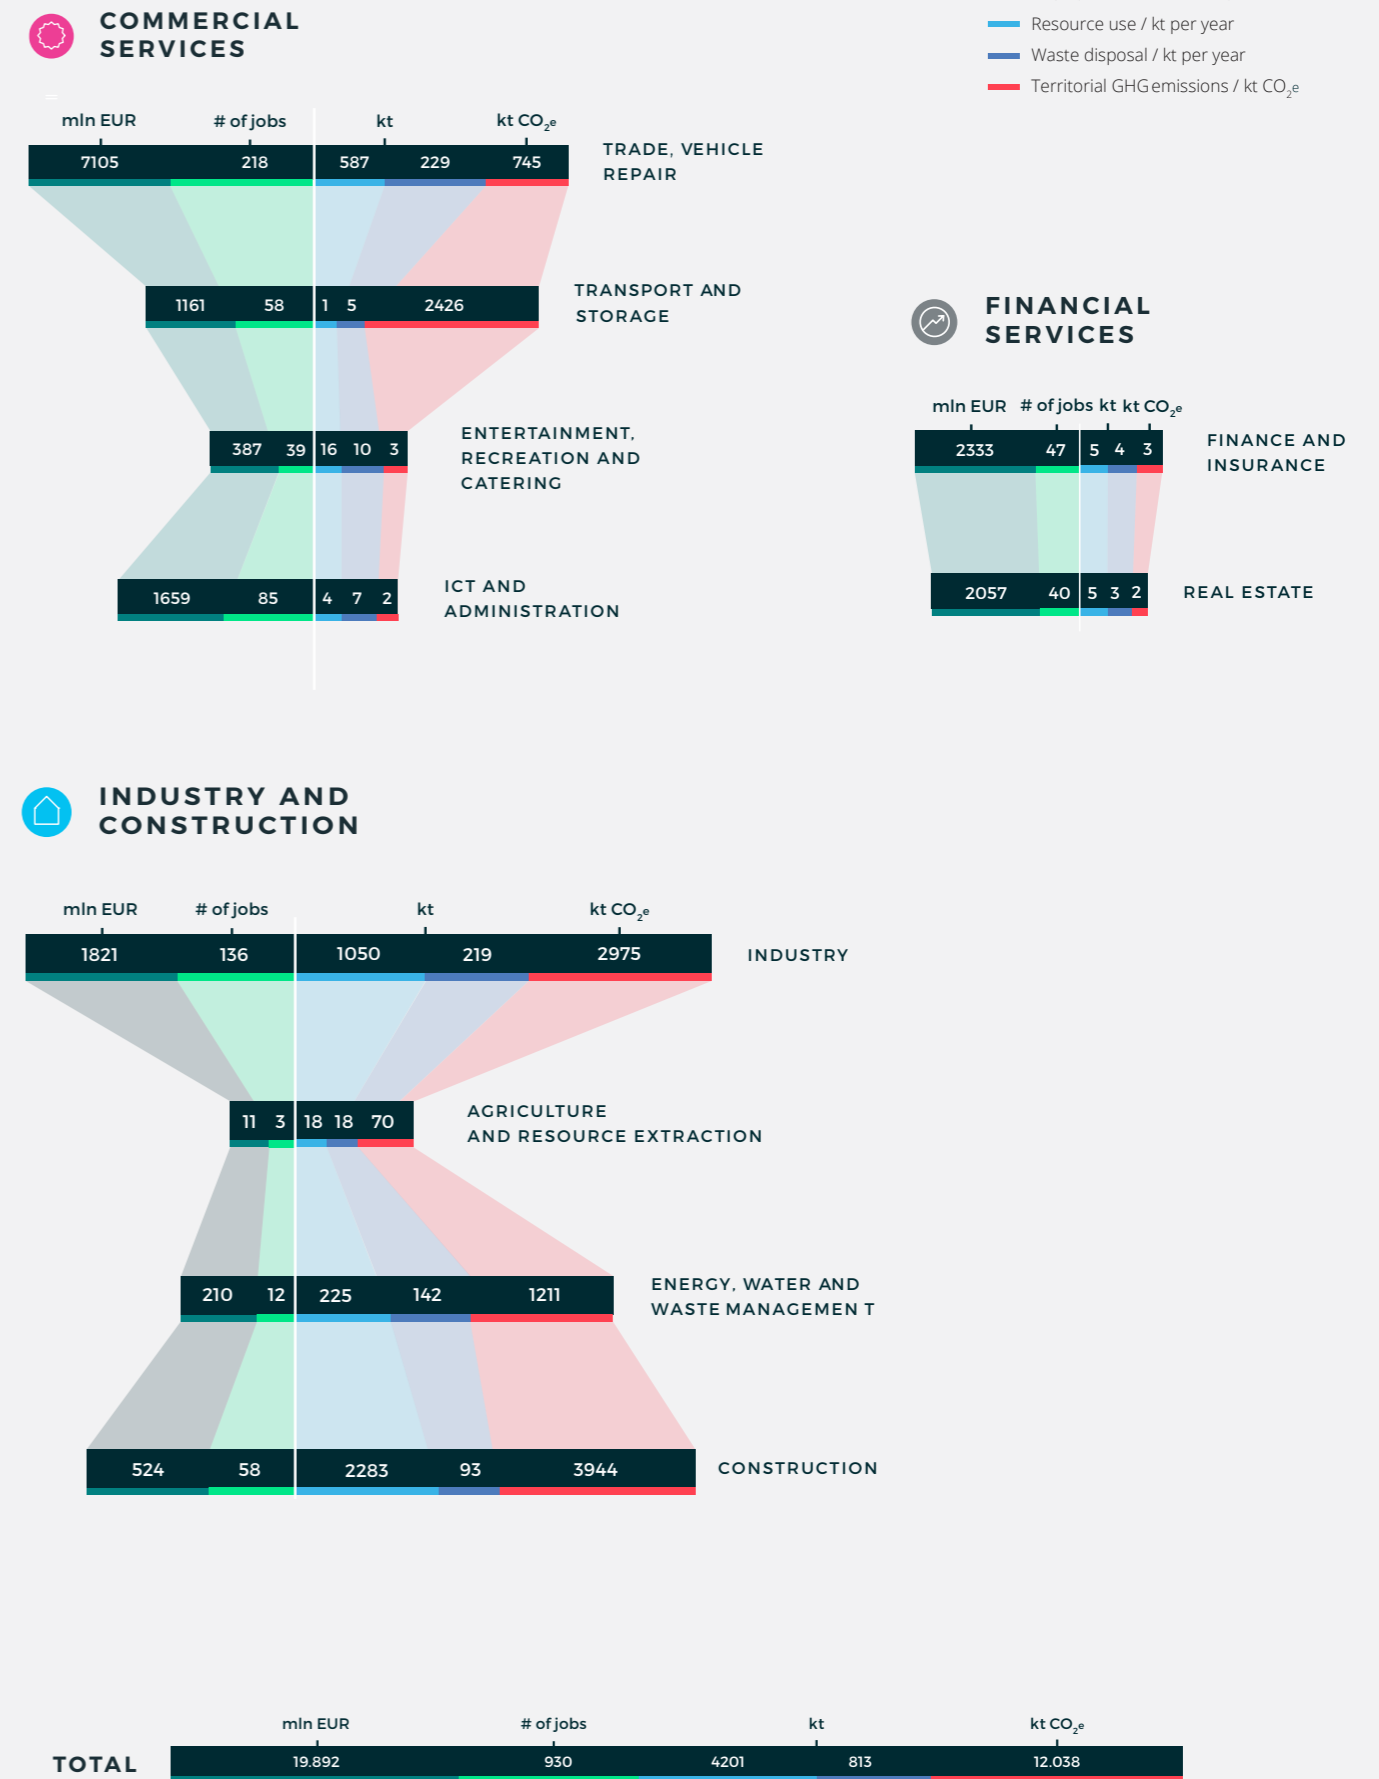 COMMERCIAL
SERVICES
Resource use / kt per year
Waste disposal / kt per year
Territorial GHG emissions / kt CO2e
mln EUR # of jobs kt kt CO2e
7105 218 587 229 745
TRADE, VEHICLE
REPAIR
1161 58 1 5 2426
TRANSPORT AND
STORAGE
387 39 16 10 3
ENTERTAINMENT,
RECREATION AND
CATERING
1659 85 4 7 2
ICT AND
ADMINISTRATION
FINANCIAL
SERVICES
mln EUR # of jobs kt kt CO2e
2333 47 5 4 3
FINANCE AND
INSURANCE
2057 40 5 3 2
REAL ESTATE
INDUSTRY AND
CONSTRUCTION
mln EUR # of jobs kt kt CO2e
1821 136 1050 219 2975
INDUSTRY
11 3 18 18 70
AGRICULTURE
AND RESOURCE EXTRACTION
210 12 225 142 1211
ENERGY, WATER AND
WASTE MANAGEMEN T
524 58 2283 93 3944
CONSTRUCTION
mln EUR # of jobs kt kt CO2e
TOTAL 19.892 930 4201 813 12.038